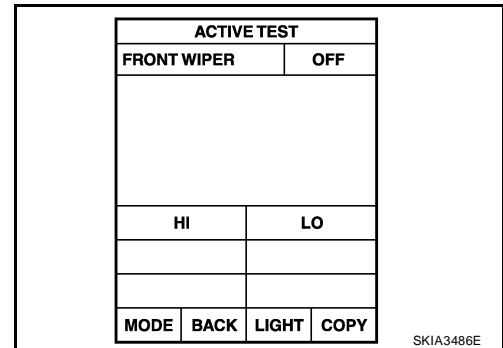 ACTIVE TEST
FRONT WIPER OFF
HI LO
MODE BACK LIGHT COPY
SKIA3486E